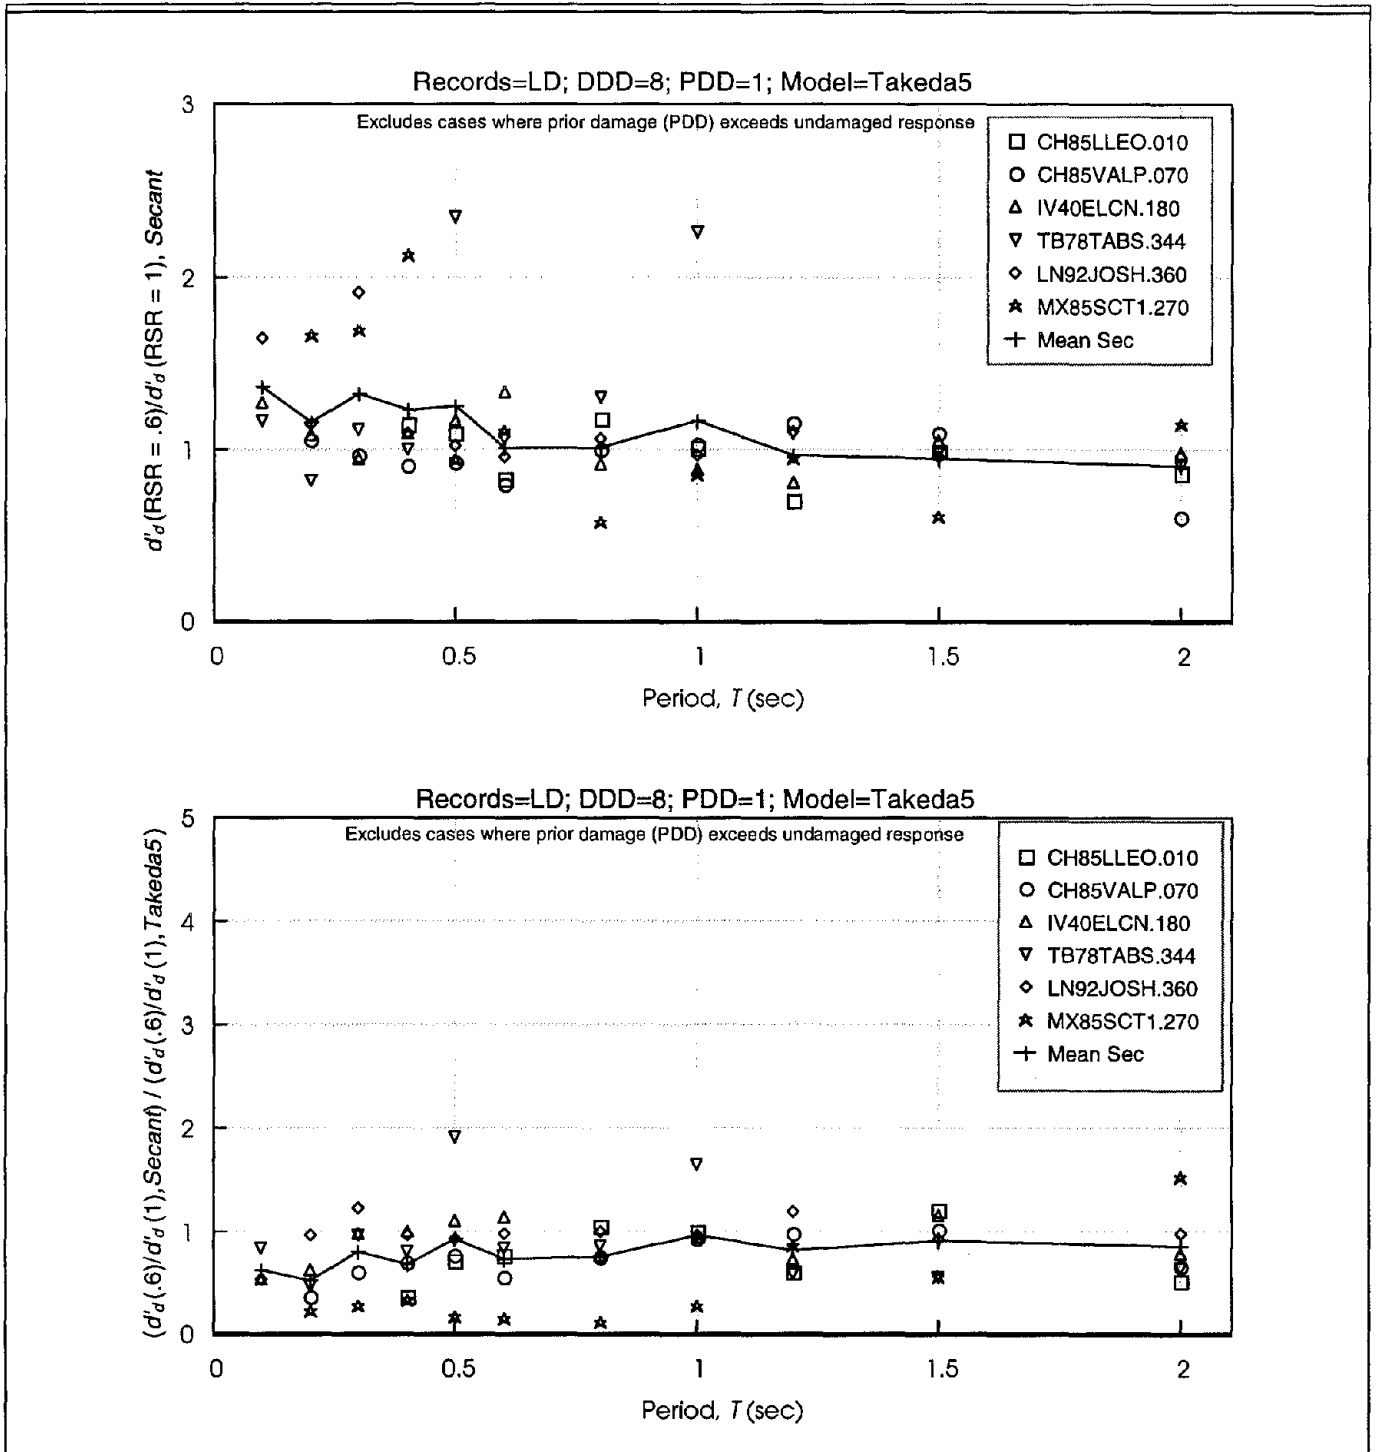 Records=LD; DDD=8; PDD=1; Model=Takeda5
Excludes cases where prior damage (PDD) exceeds undamaged response
d'd (RSR = .6)/d'd (RSR = 1), Secant
3
2
1
0
CH85LLEO.010
CH85VALP.070
IV40ELCN.180
TB78TABS.344
LN92JOSH.360
MX85SCT1.270
Mean Sec
0 0.5 1 1.5 2
Period, T (sec)
Records=LD; DDD=8; PDD=1; Model=Takeda5
Excludes cases where prior damage (PDD) exceeds undamaged response
(d'd (.6)/d'd (1), Secant) / (d'd (.6)/d'd (1), Takeda5)
5
4
3
2
1
0
CH85LLEO.010
CH85VALP.070
IV40ELCN.180
TB78TABS.344
LN92JOSH.360
MX85SCT1.270
Mean Sec
0 0.5 1 1.5 2
Period, T (sec)